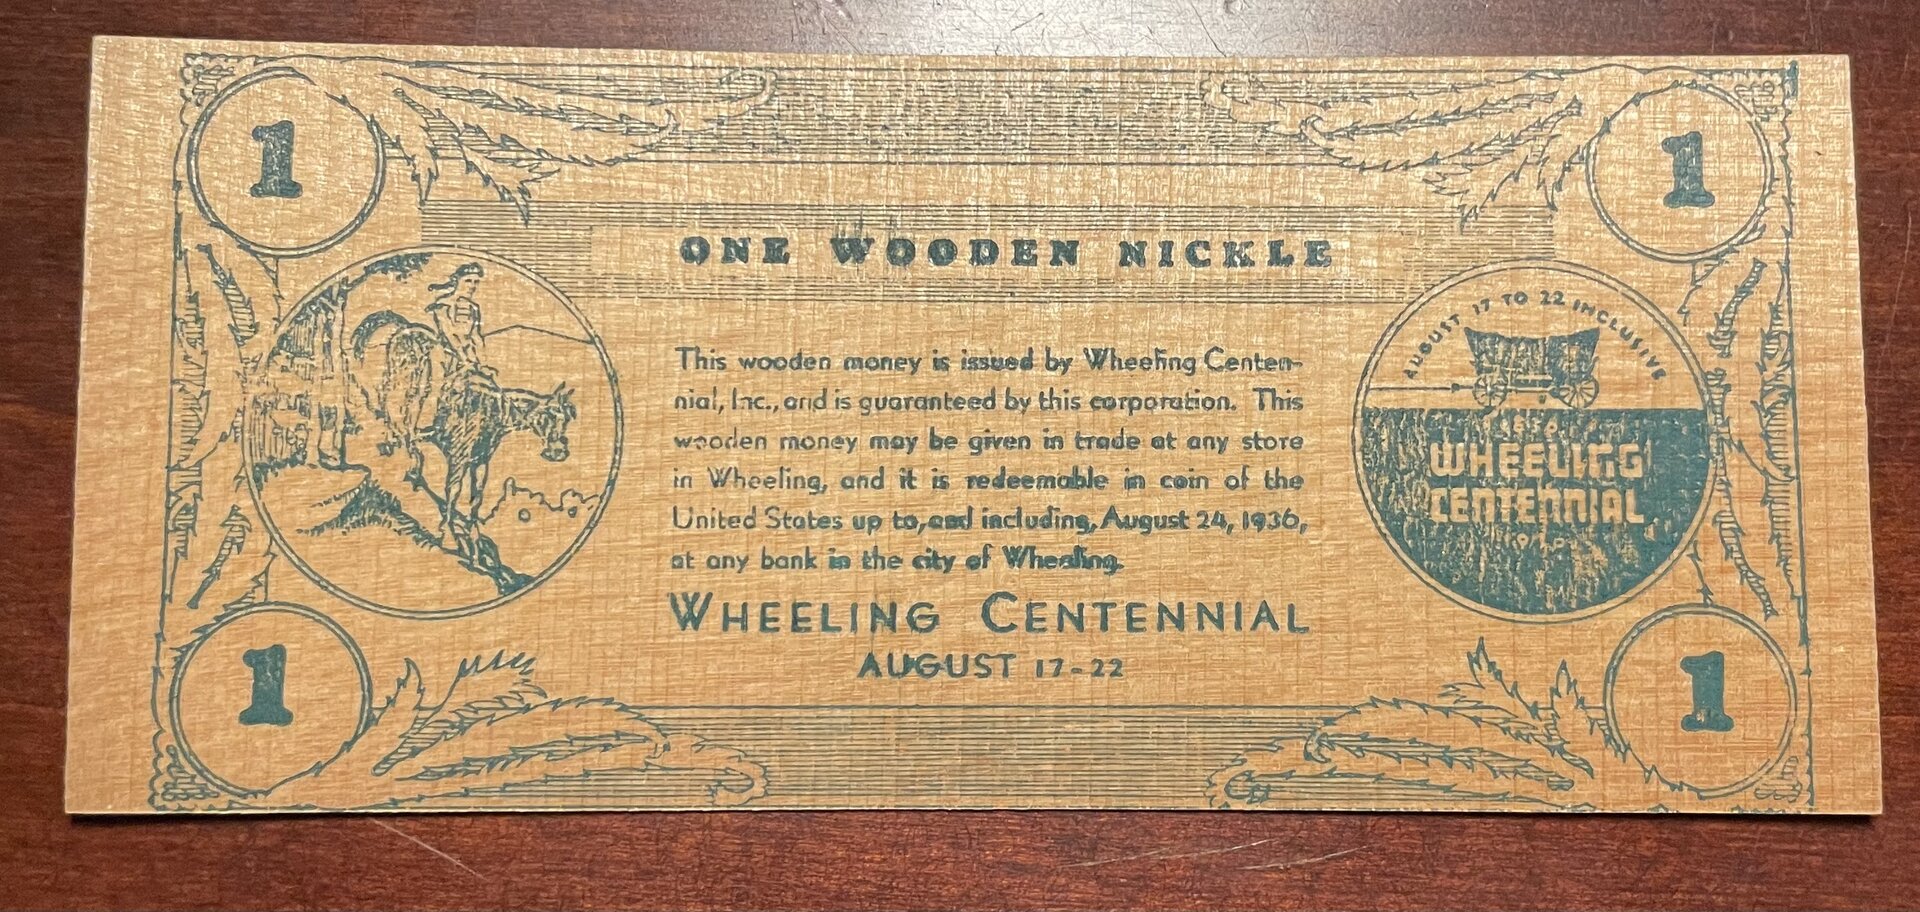 1
1
ONE WOODEN NICKLE
This wooden money is issued by Wheeling Centen-
nial, Inc., and is guaranteed by this corporation. This
wooden money may be given in trade at any store
in Wheeling, and it is redeemable in coin of the
United States up to, and including, August 24, 1936,
at any bank in the city of Wheeling.
WHEELING CENTENNIAL
AUGUST 17-22
AUGUST 17 TO 22 INCLUSIVE
WHEELING
CENTENNIAL
1
1